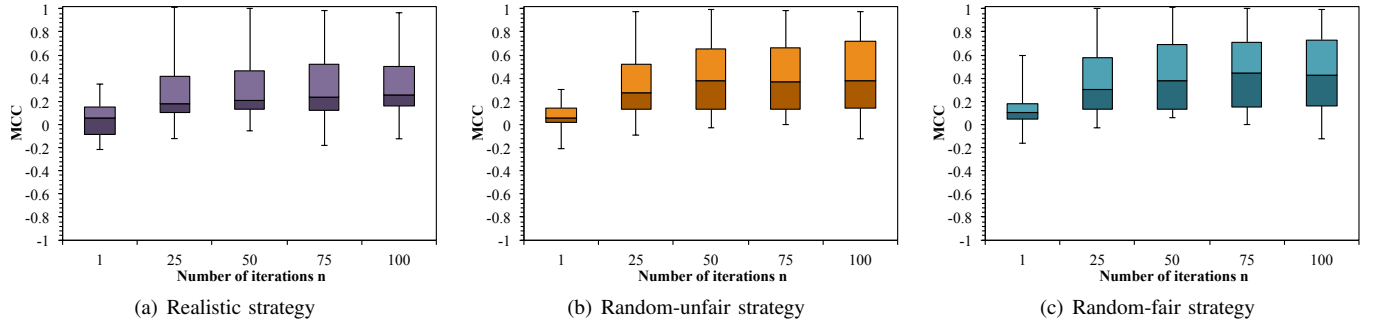 1
0.8
0.6
0.4
0.2
0
-0.2
-0.4
-0.6
-0.8
-1
MCC
1 25 50 75 100
Number of iterations n
(a) Realistic strategy
1
0.8
0.6
0.4
0.2
0
-0.2
-0.4
-0.6
-0.8
-1
MCC
1 25 50 75 100
Number of iterations n
(b) Random-unfair strategy
1
0.8
0.6
0.4
0.2
0
-0.2
-0.4
-0.6
-0.8
-1
MCC
1 25 50 75 100
Number of iterations n
(c) Random-fair strategy